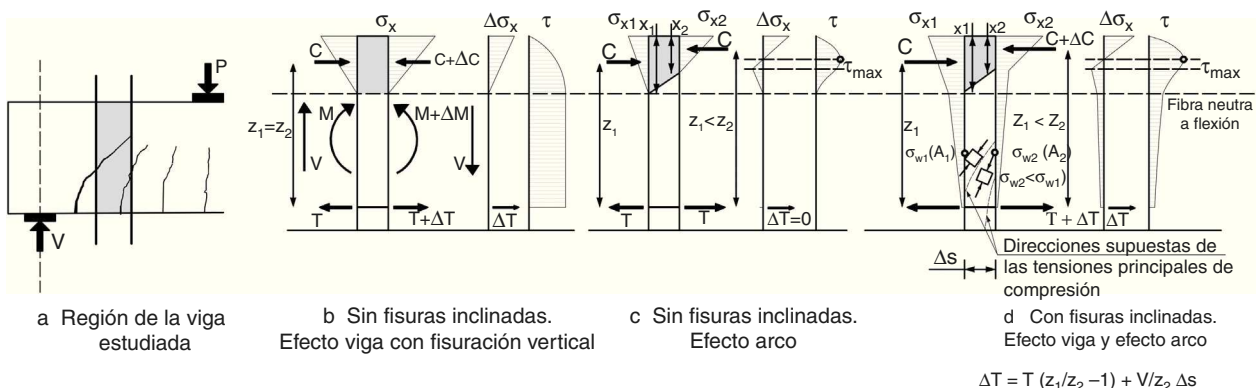 P
V
a Región de la viga
estudiada
σx Δσx τ
C C+ΔC
z1=z2
M M+ΔM
V V
T T+ΔT ΔT
b Sin fisuras inclinadas.
Efecto viga con fisuración vertical
σx1 x1 x2 σx2 Δσx τ
C C+ΔC
τmax
z1 z1<z2
T T ΔT=0
c Sin fisuras inclinadas.
Efecto arco
σx1 x1 x2 σx2 Δσx τ
C C+ΔC
τmax
Fibra neutra
a flexión
z1 Z1 < Z2
σw1(A1) σw2 (A2)
σw2<σw1)
T + ΔT ΔT
Δs
Direcciones supuestas de
las tensiones principales de
compresión
d Con fisuras inclinadas.
Efecto viga y efecto arco
ΔT = T (z1/z2 –1) + V/z2 Δs